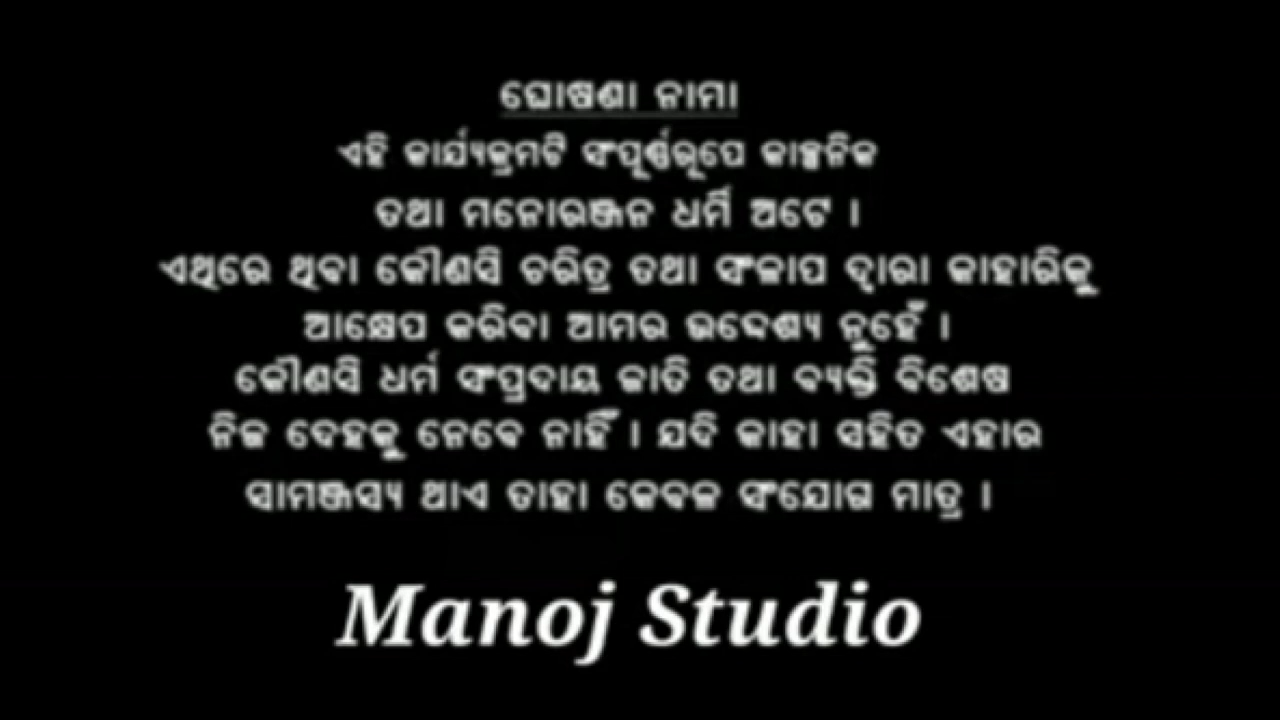 ଘୋଷଣା ନାମା
ଏହି କାର୍ଯ୍ୟକ୍ରମଟି ସଂପୂର୍ଣ୍ଣରୂପେ କାଳ୍ପନିକ
ତଥା ମନୋରଞ୍ଜନ ଧର୍ମି ଅଟେ ।
ଏଥିରେ ଥିବା କୌଣସି ଚରିତ୍ର ତଥା ସଂଳାପ ଦ୍ୱାରା କାହାରିକୁ
ଆକ୍ଷେପ କରିବା ଆମର ଉଦ୍ଦେଶ୍ୟ ନୁହେଁ ।
କୌଣସି ଧର୍ମ ସଂପ୍ରଦାୟ ଜାତି ତଥା ବ୍ୟକ୍ତି ବିଶେଷ
ନିଜ ଦେହକୁ ନେବେ ନାହିଁ । ଯଦି କାହା ସହିତ ଏହାର
ସାମଞ୍ଜସ୍ୟ ଥାଏ ତାହା କେବଳ ସଂଯୋଗ ମାତ୍ର ।
Manoj Studio